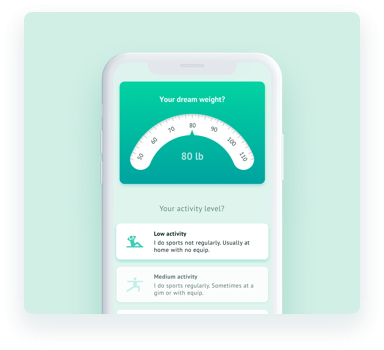 Your dream weight?
50 60 70 80 90 100 110
80 lb
Your activity level?
Low activity
I do sports not regularly. Usually at
home with no equip.
Medium activity
I do sports regularly. Sometimes at a
gim or with equip.